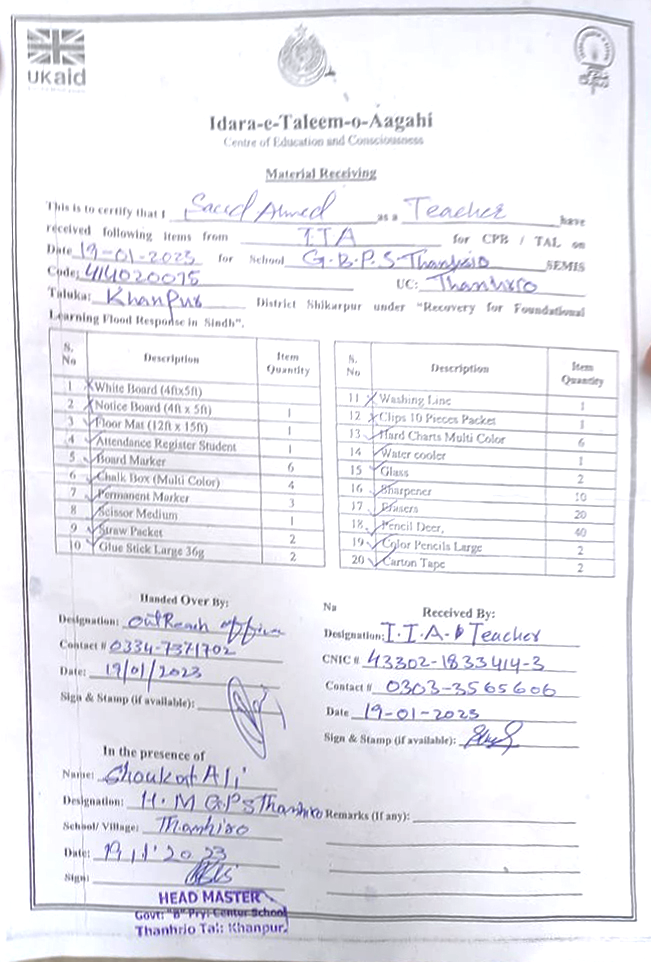 UKaid
Idara-e-Taleem-o-Aagahi
Centre of Education and Consciousness
Material Receiving
This is to certify that I Saeed Ahmed as a Teacher have
received following items from ITA for CPB / TAL on
Date 19-01-2023 for School G.B.P.S-Thanhrio SEMIS
Code: 414020075 UC: Thanhiro
Taluka: Khanpur District Shikarpur under "Recovery for Foundational
Learning Flood Response in Sindh".
S. No Description Item Quantity
1 White Board (4ftx5ft)
2 Notice Board (4ft x 5ft) 1
3 Floor Mat (12ft x 15ft) 1
4 Attendance Register Student 1
5 Board Marker 6
6 Chalk Box (Multi Color) 4
7 Permanent Marker 3
8 Scissor Medium 1
9 Straw Packet 2
10 Glue Stick Large 36g 2
S. No Description Item Quantity
11 Washing Line 1
12 Clips 10 Pieces Packet 1
13 Hard Charts Multi Color 6
14 Water cooler 1
15 Glass 2
16 Sharpener 10
17 Erasers 20
18 Pencil Deer, 40
19 Color Pencils Large 2
20 Carton Tape 2
Handed Over By:
Designation: OutReach officer
Contact # 0334-7371702
Date: 19/01/2023
Sign & Stamp (if available):
Na Received By:
Designation: I.I.A- Teacher
CNIC # 43302-1833414-3
Contact # 0303-3565606
Date 19-01-2023
Sign & Stamp (if available):
In the presence of
Name: Shoukat Ali
Designation: H.M GPS Thanhiro
School/ Village: Thanhiro
Date: 19/1/2023
Sign:
Remarks (If any):
HEAD MASTER
Govt: "B" Pry: Center School
Thanhrio Tal: Khanpur.